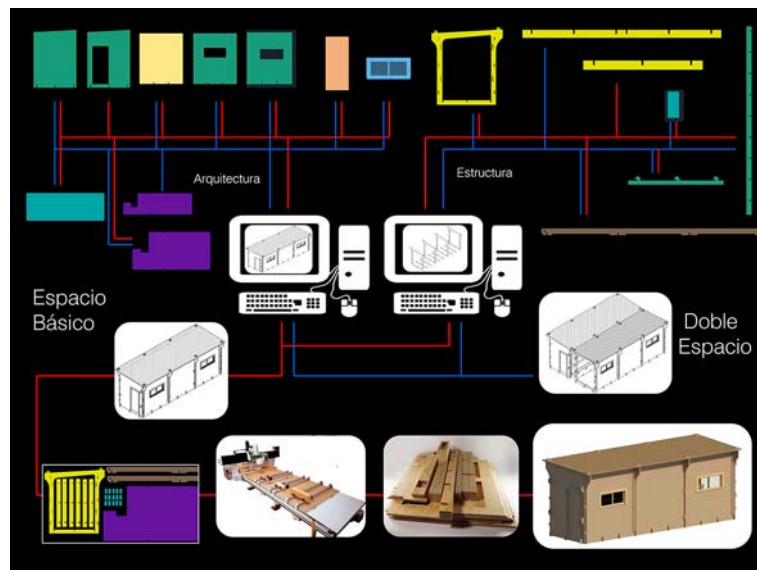 Arquitectura
Estructura
Espacio
Básico
Doble
Espacio